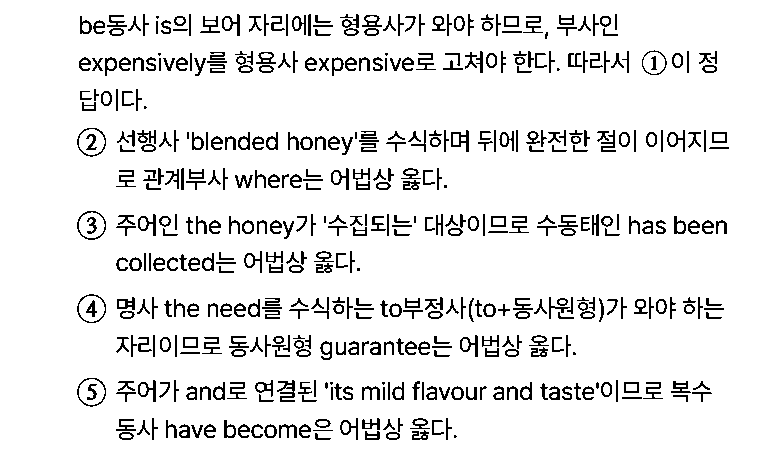 be동사 is의 보어 자리에는 형용사가 와야 하므로, 부사인
expensively를 형용사 expensive로 고쳐야 한다. 따라서 ①이 정
답이다.
② 선행사 'blended honey'를 수식하며 뒤에 완전한 절이 이어지므
로 관계부사 where는 어법상 옳다.
③ 주어인 the honey가 '수집되는' 대상이므로 수동태인 has been
collected는 어법상 옳다.
④ 명사 the need를 수식하는 to부정사(to+동사원형)가 와야 하는
자리이므로 동사원형 guarantee는 어법상 옳다.
⑤ 주어가 and로 연결된 'its mild flavour and taste'이므로 복수
동사 have become은 어법상 옳다.